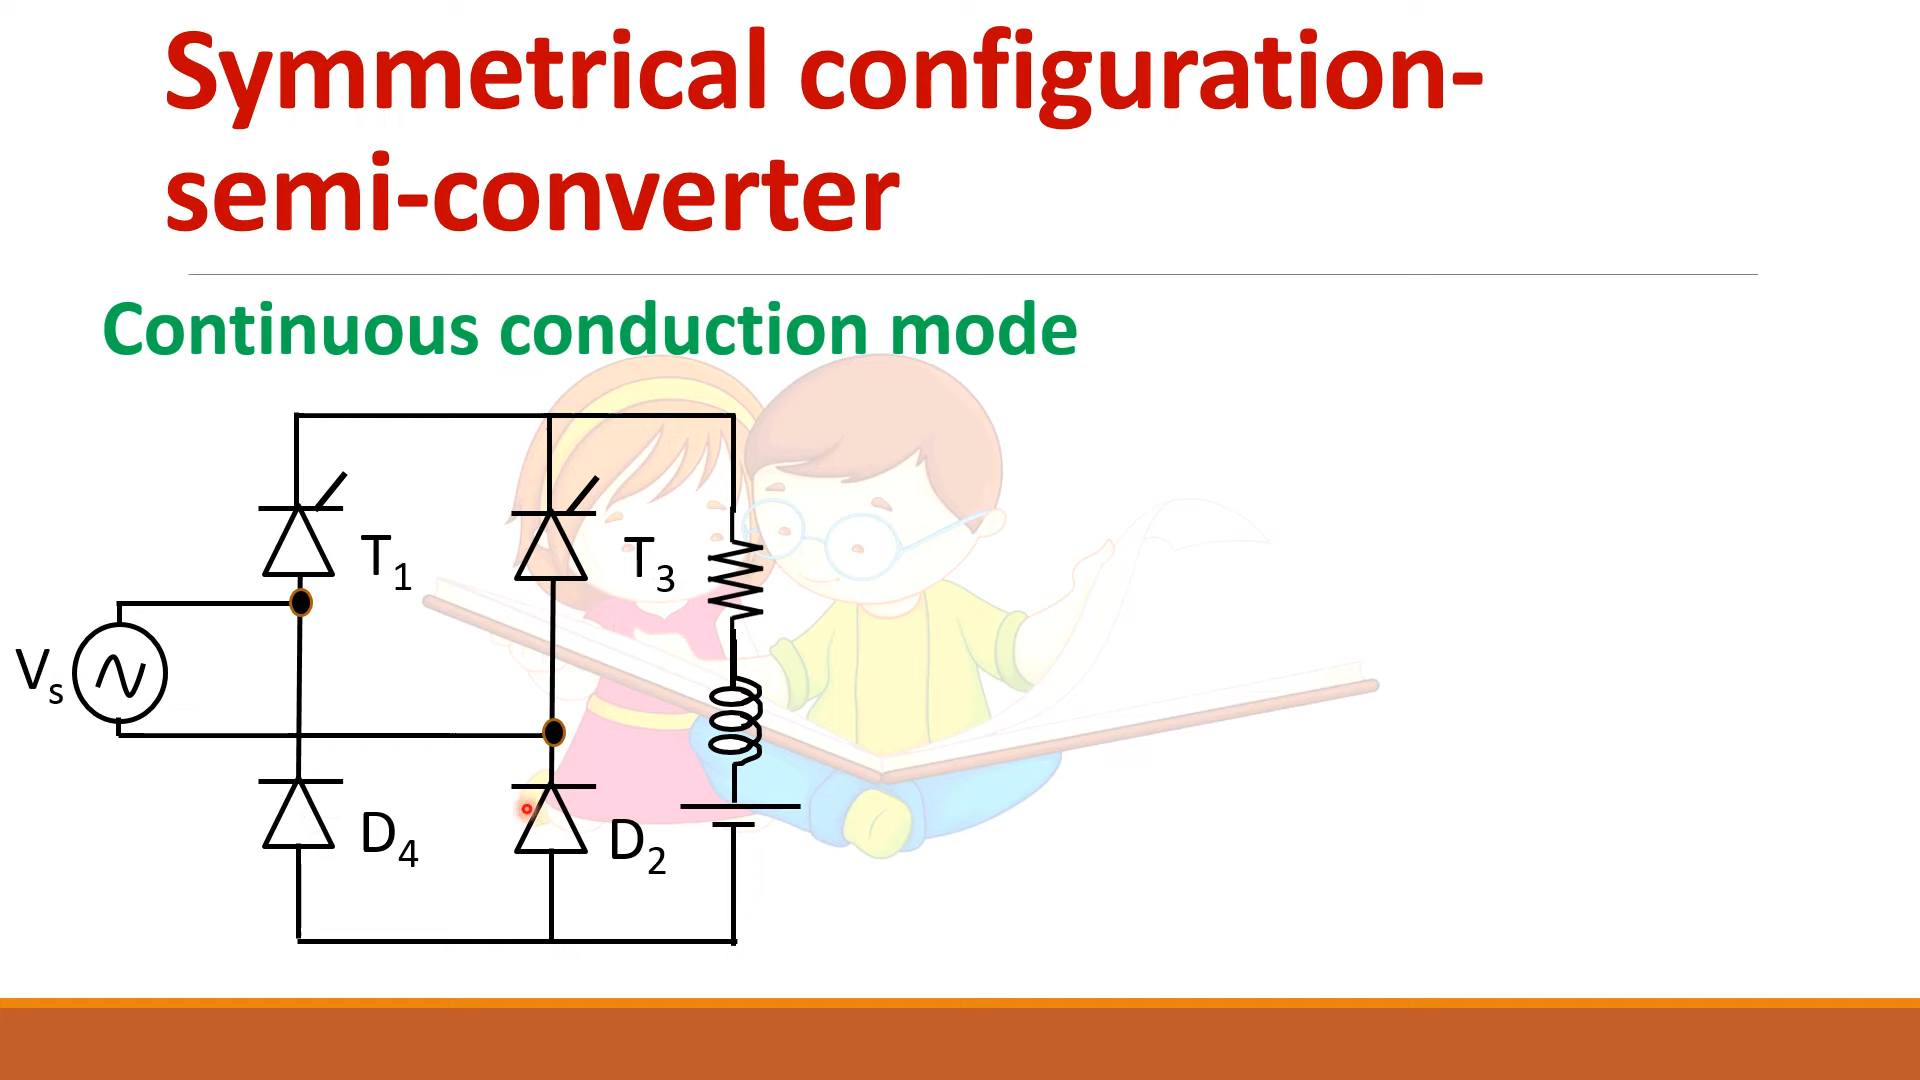 Symmetrical configuration-
semi-converter
Continuous conduction mode
T1
T3
Vs
D4
D2